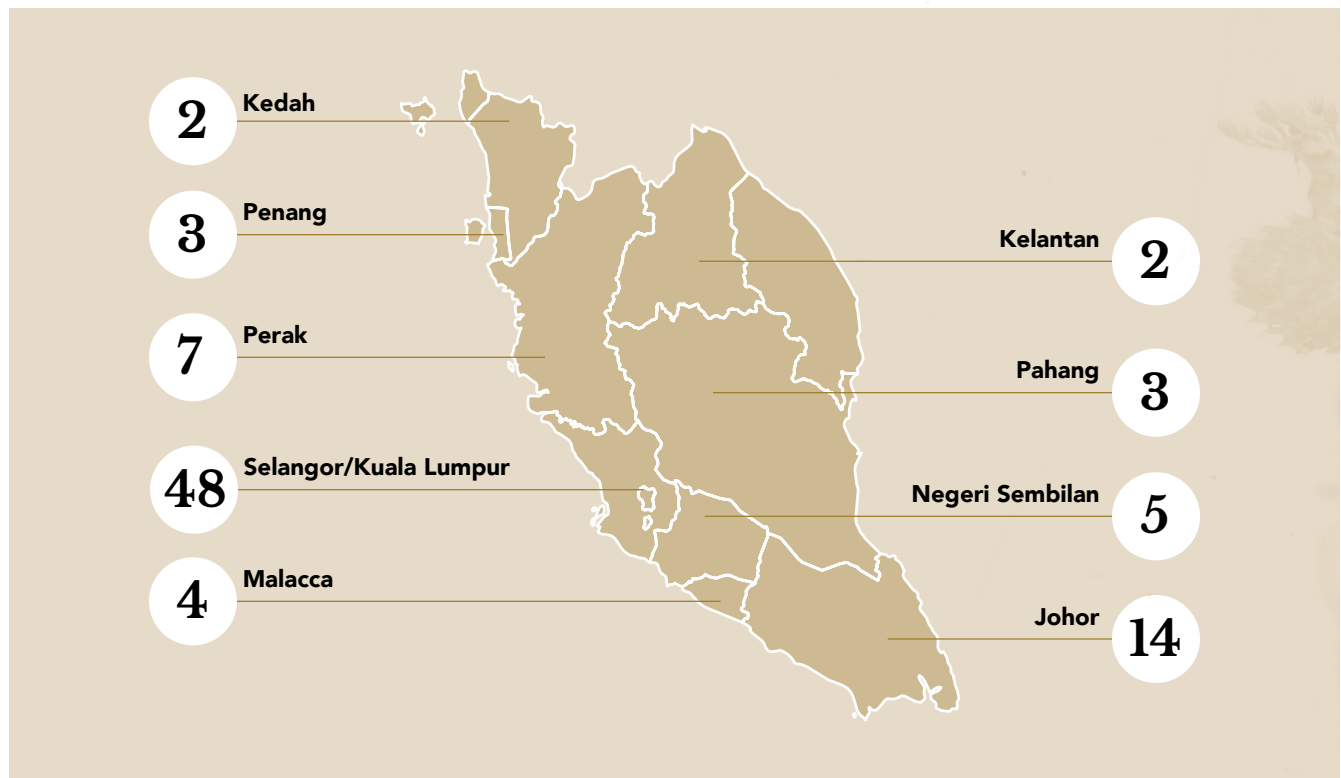 2
Kedah
3
Penang
7
Perak
48
Selangor/Kuala Lumpur
4
Malacca
Kelantan
2
Pahang
3
Negeri Sembilan
5
Johor
14